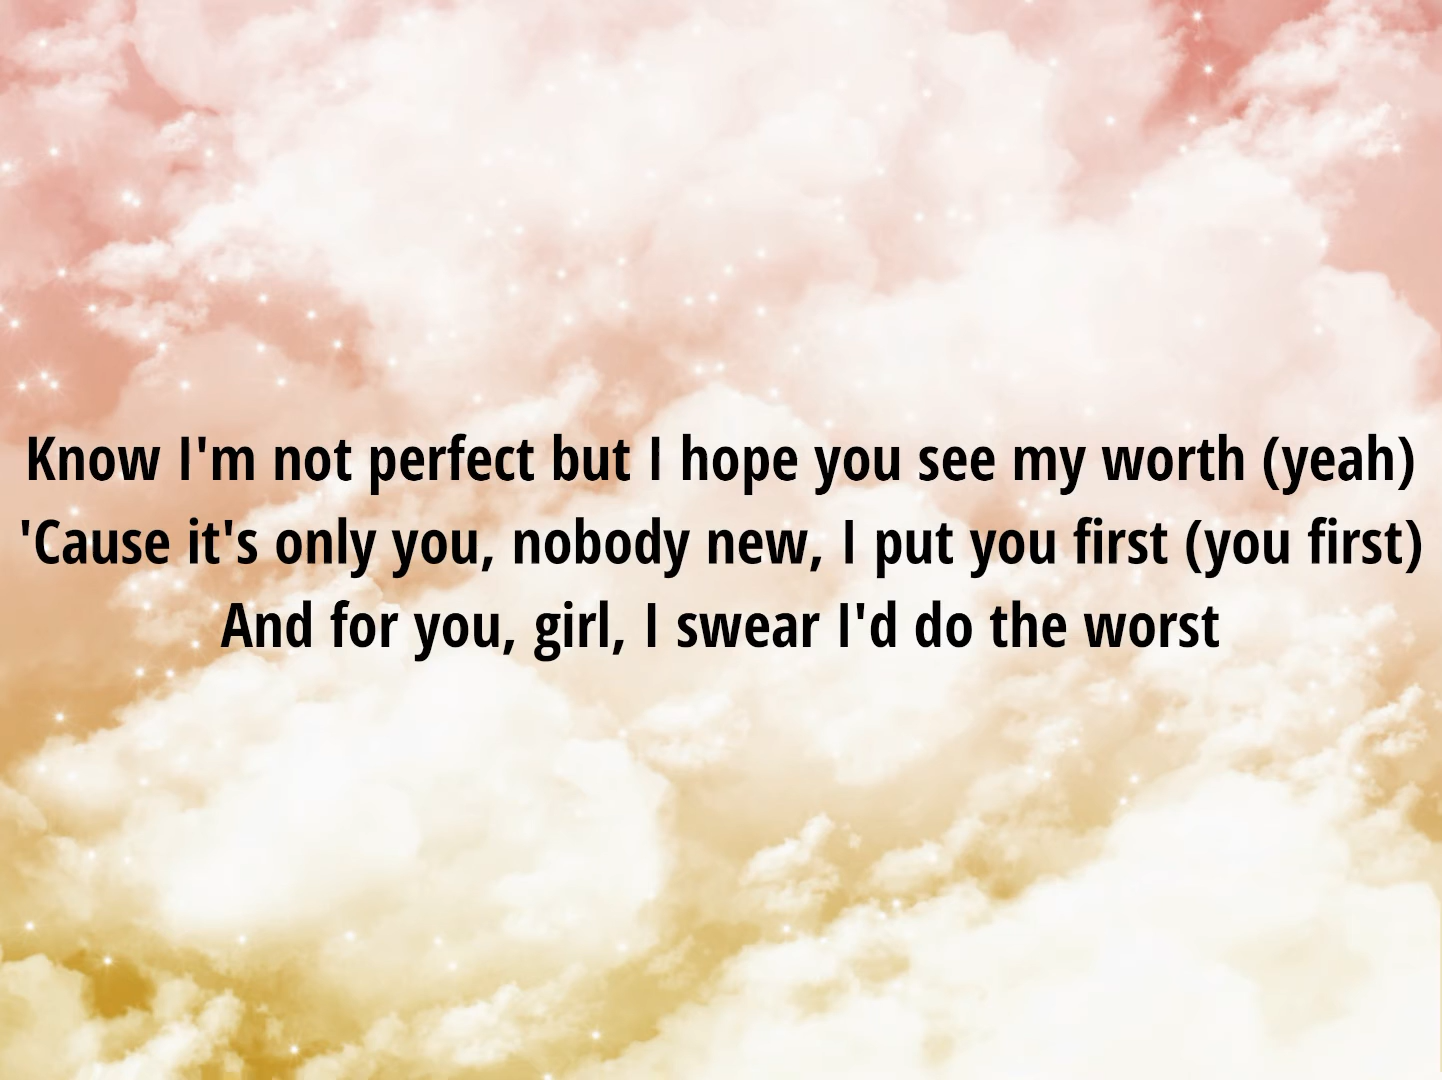 Know I'm not perfect but I hope you see my worth (yeah)
'Cause it's only you, nobody new, I put you first (you first)
And for you, girl, I swear I'd do the worst